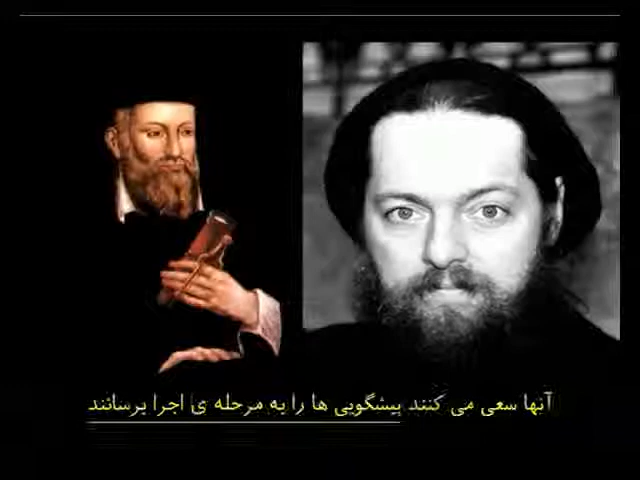 آنها سعی می کنند پیشگویی ها را به مرحله ی اجرا برسانند